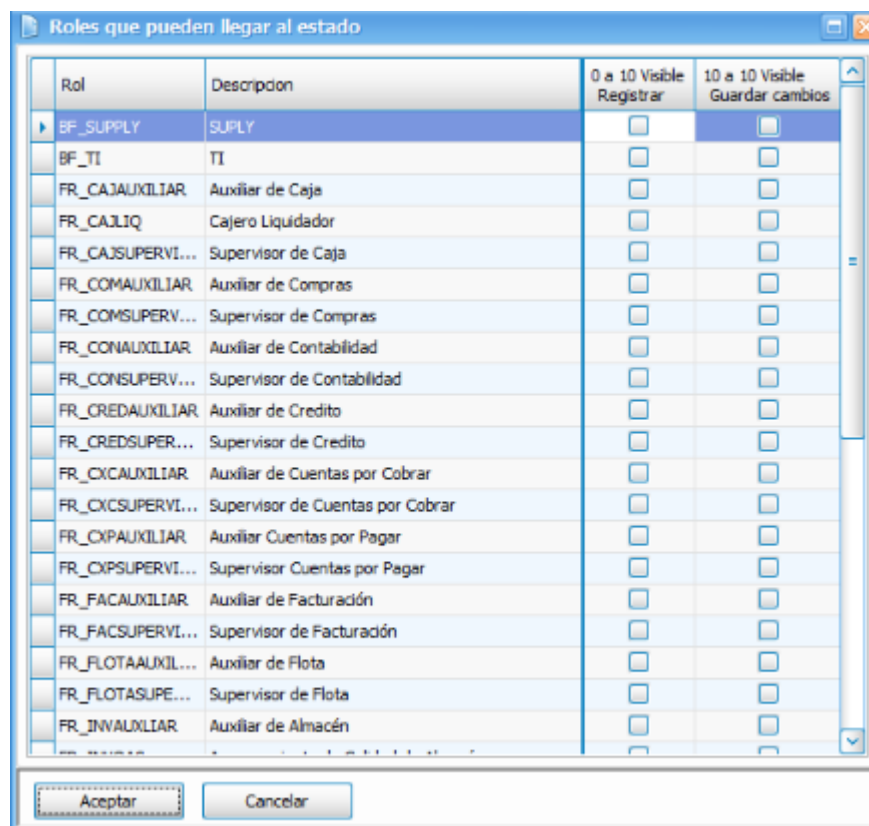 Roles que pueden llegar al estado
Rol Descripcion 0 a 10 Visible Registrar 10 a 10 Visible Guardar cambios
BF_SUPPLY SUPLY
BF_TI TI
FR_CAJAUXILIAR Auxiliar de Caja
FR_CAJLIQ Cajero Liquidador
FR_CAJSUPERVI... Supervisor de Caja
FR_COMAUXILIAR Auxiliar de Compras
FR_COMSUPERV... Supervisor de Compras
FR_CONAUXILIAR Auxiliar de Contabilidad
FR_CONSUPERV... Supervisor de Contabilidad
FR_CREDAUXILIAR Auxiliar de Credito
FR_CREDSUPER... Supervisor de Credito
FR_CXCAUXILIAR Auxiliar de Cuentas por Cobrar
FR_CXCSUPERVI... Supervisor de Cuentas por Cobrar
FR_CXPAUXILIAR Auxiliar Cuentas por Pagar
FR_CXPSUPERVI... Supervisor Cuentas por Pagar
FR_FACAUXILIAR Auxiliar de Facturación
FR_FACSUPERVI... Supervisor de Facturación
FR_FLOTAAUXIL... Auxiliar de Flota
FR_FLOTASUPE... Supervisor de Flota
FR_INVAUXLIAR Auxiliar de Almacén
Aceptar Cancelar